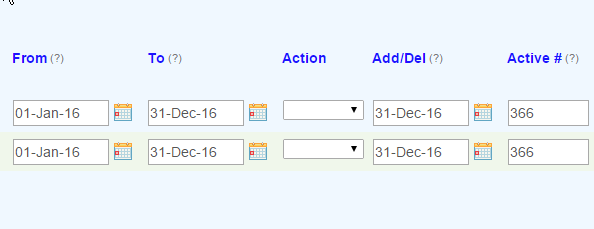 From (?) To (?) Action Add/Del (?) Active # (?)
01-Jan-16 31-Dec-16 31-Dec-16 366
01-Jan-16 31-Dec-16 31-Dec-16 366